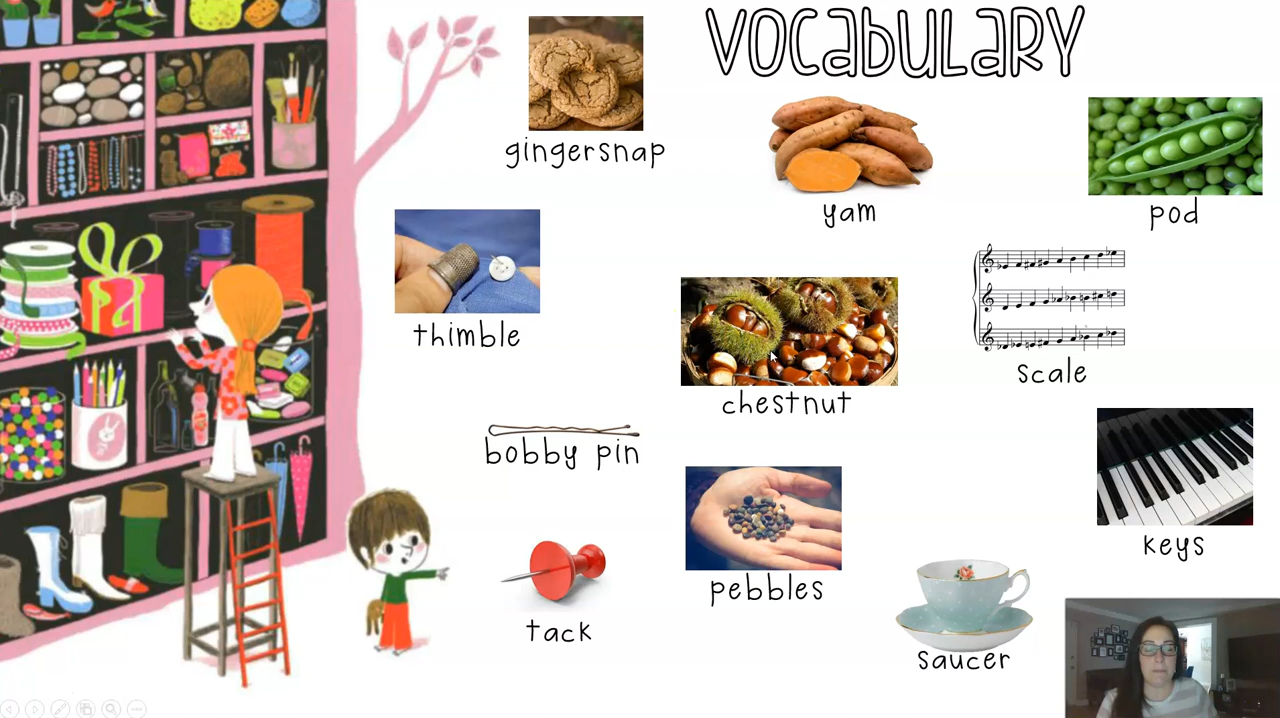 VOCabULaRY
gingersnap
yam
pod
thimble
chestnut
scale
bobby pin
pebbles
keys
tack
saucer